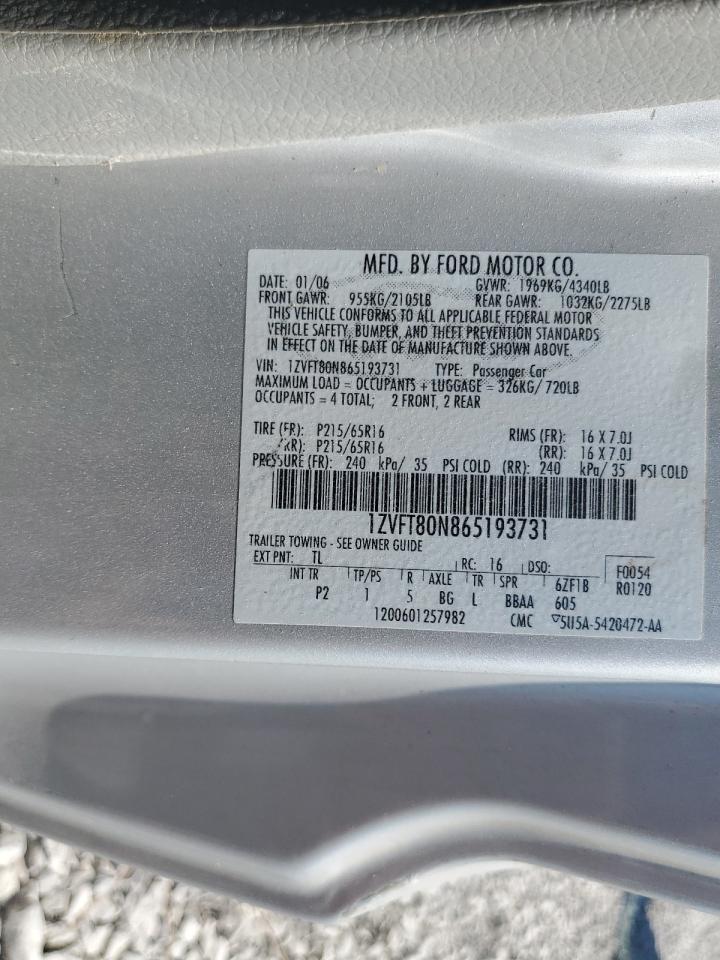 MFD. BY FORD MOTOR CO.
DATE: 01/06 GVWR: 1969KG/4340LB
FRONT GAWR: 955KG/2105LB REAR GAWR: 1032KG/2275LB
THIS VEHICLE CONFORMS TO ALL APPLICABLE FEDERAL MOTOR
VEHICLE SAFETY, BUMPER, AND THEFT PREVENTION STANDARDS
IN EFFECT ON THE DATE OF MANUFACTURE SHOWN ABOVE.
VIN: 1ZVFT80N865193731 TYPE: Passenger Car
MAXIMUM LOAD = OCCUPANTS + LUGGAGE = 326KG/ 720LB
OCCUPANTS = 4 TOTAL; 2 FRONT, 2 REAR
TIRE (FR): P215/65R16 RIMS (FR): 16 X 7.0J
(RR): P215/65R16 (RR): 16 X 7.0J
PRESSURE (FR): 240 kPa/ 35 PSI COLD (RR): 240 kPa/ 35 PSI COLD
1ZVFT80N865193731
TRAILER TOWING - SEE OWNER GUIDE
EXT PNT: TL RC: 16 DSO: F0054
INT TR TP/PS R AXLE TR SPR 6ZF1B R0120
P2 1 5 BG L BBAA 605
1200601257982 CMC ▽5U5A-5420472-AA